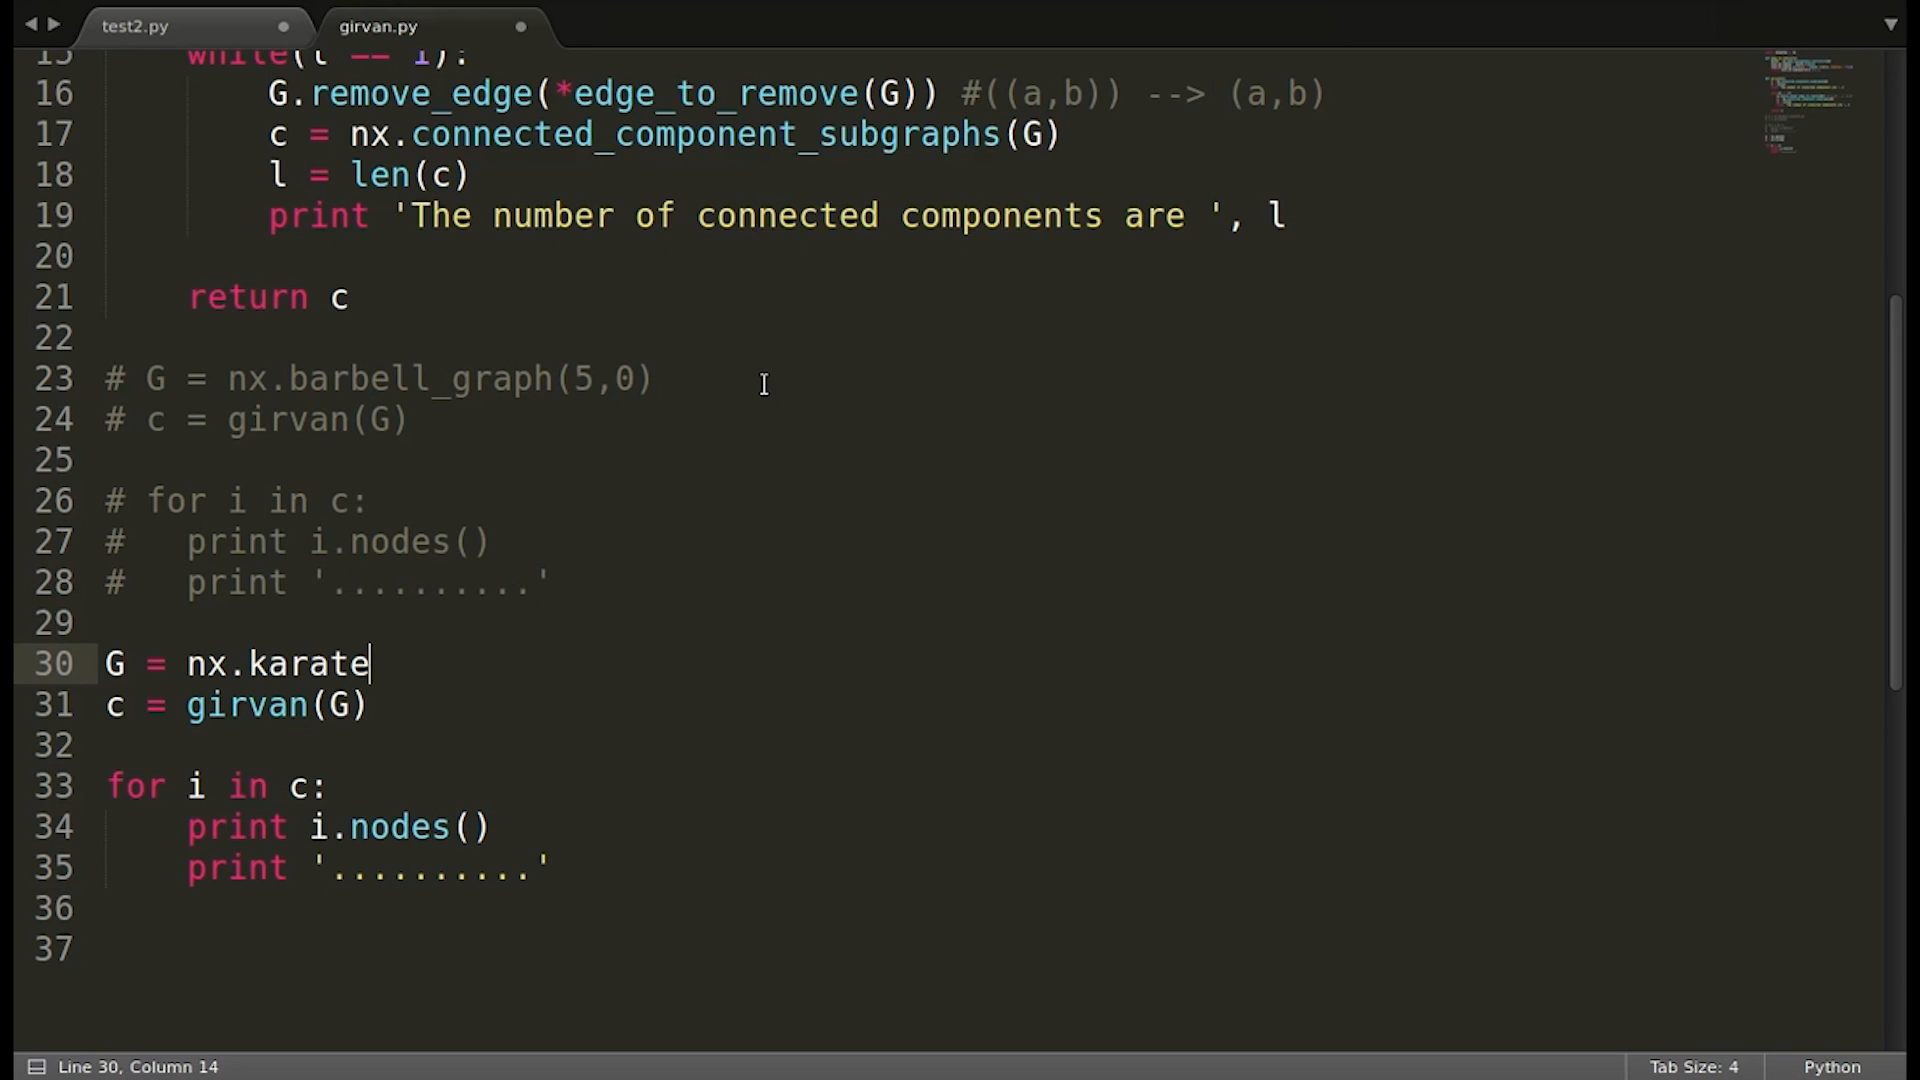 test2.py
girvan.py
15 while(l == 1):
16 G.remove_edge(*edge_to_remove(G)) #((a,b)) --> (a,b)
17 c = nx.connected_component_subgraphs(G)
18 l = len(c)
19 print 'The number of connected components are ', l
20
21 return c
22
23 # G = nx.barbell_graph(5,0)
24 # c = girvan(G)
25
26 # for i in c:
27 #   print i.nodes()
28 #   print '..........'
29
30 G = nx.karate
31 c = girvan(G)
32
33 for i in c:
34 print i.nodes()
35 print '..........'
36
37
Line 30, Column 14
Tab Size: 4
Python